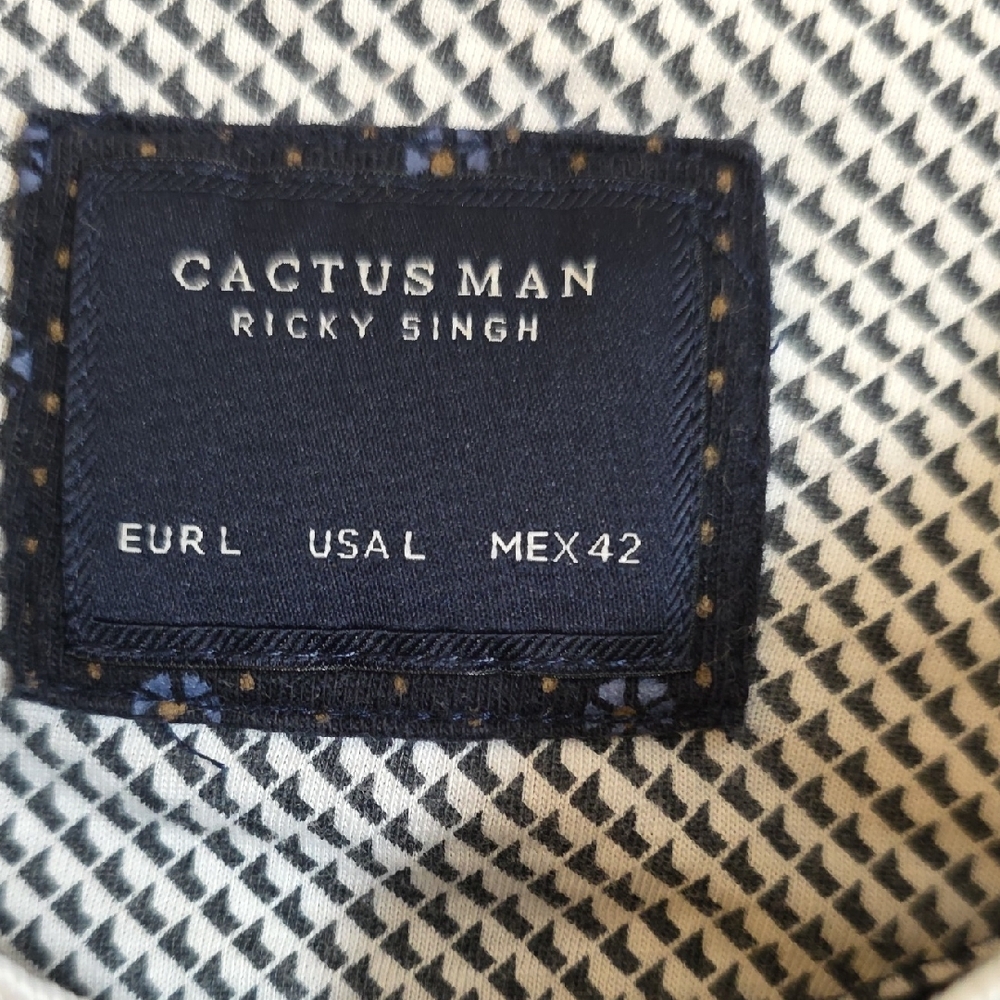 CACTUS MAN
RICKY SINGH
EUR L USA L MEX 42